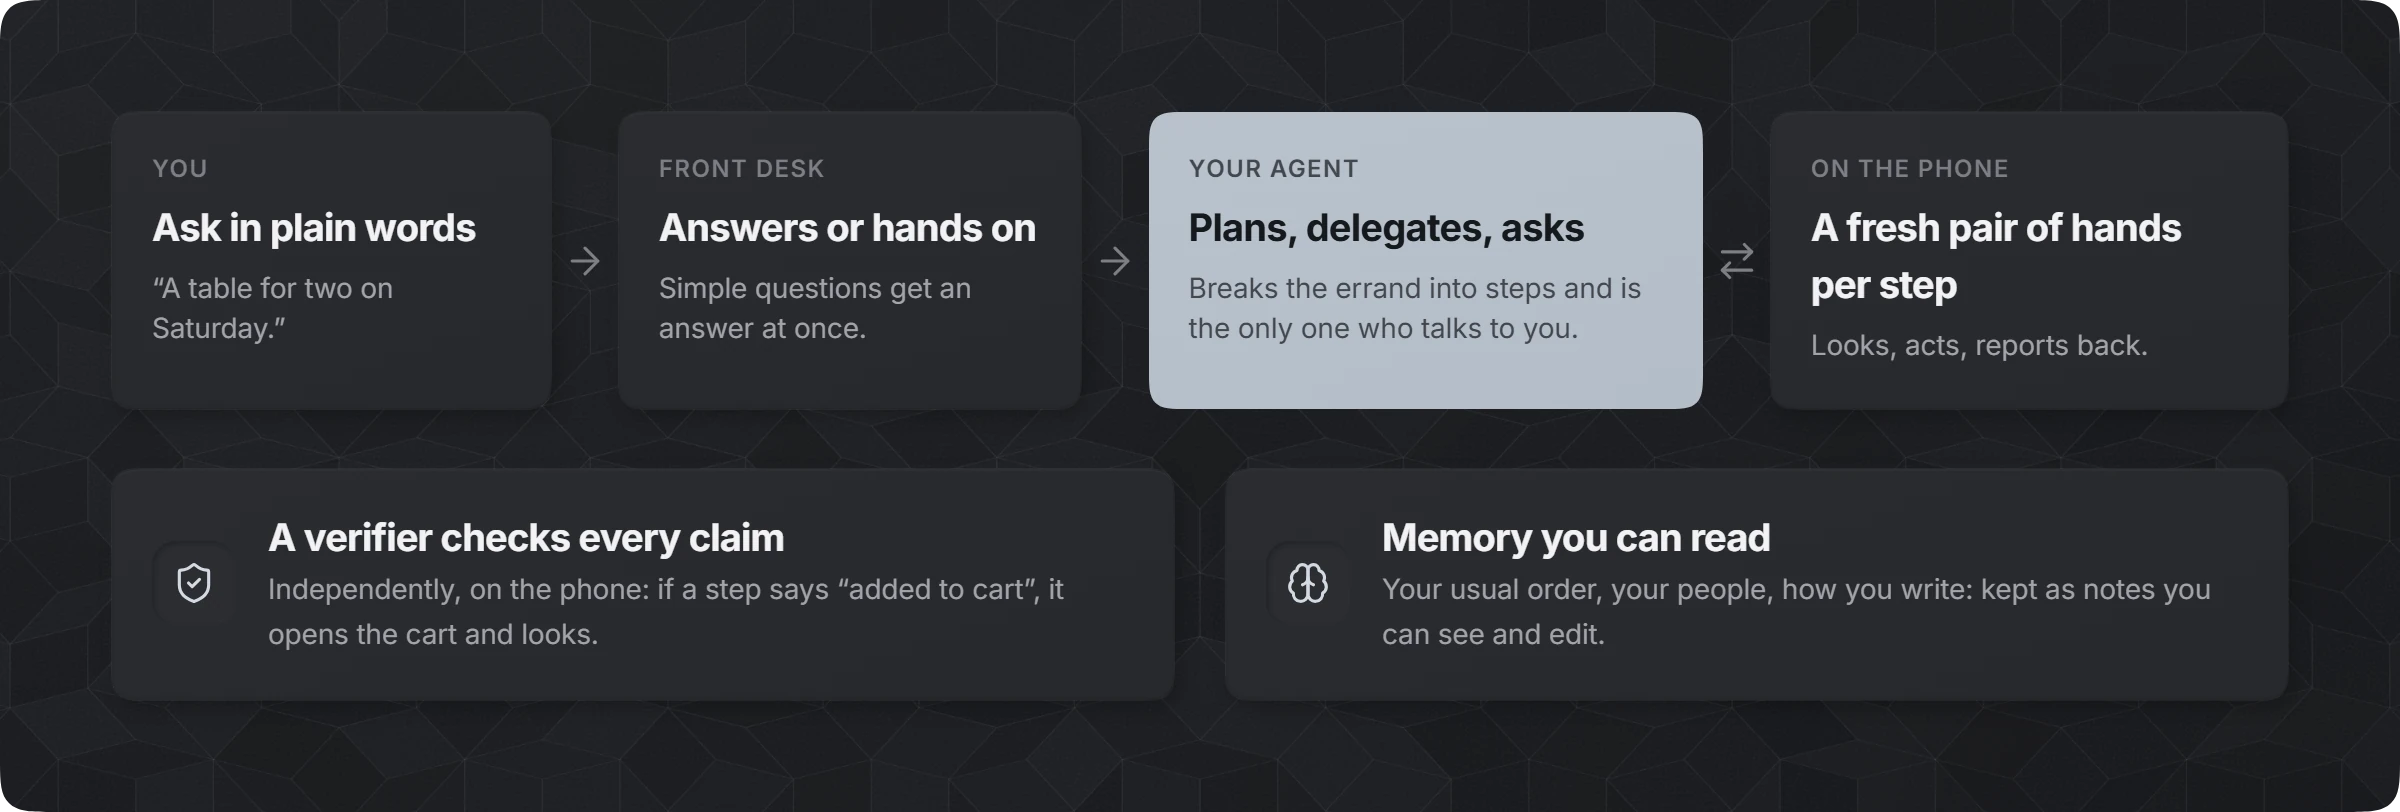 YOU
Ask in plain words
“A table for two on
Saturday.”
FRONT DESK
Answers or hands on
Simple questions get an
answer at once.
YOUR AGENT
Plans, delegates, asks
Breaks the errand into steps and is
the only one who talks to you.
ON THE PHONE
A fresh pair of hands
per step
Looks, acts, reports back.
A verifier checks every claim
Independently, on the phone: if a step says “added to cart”, it
opens the cart and looks.
Memory you can read
Your usual order, your people, how you write: kept as notes you
can see and edit.